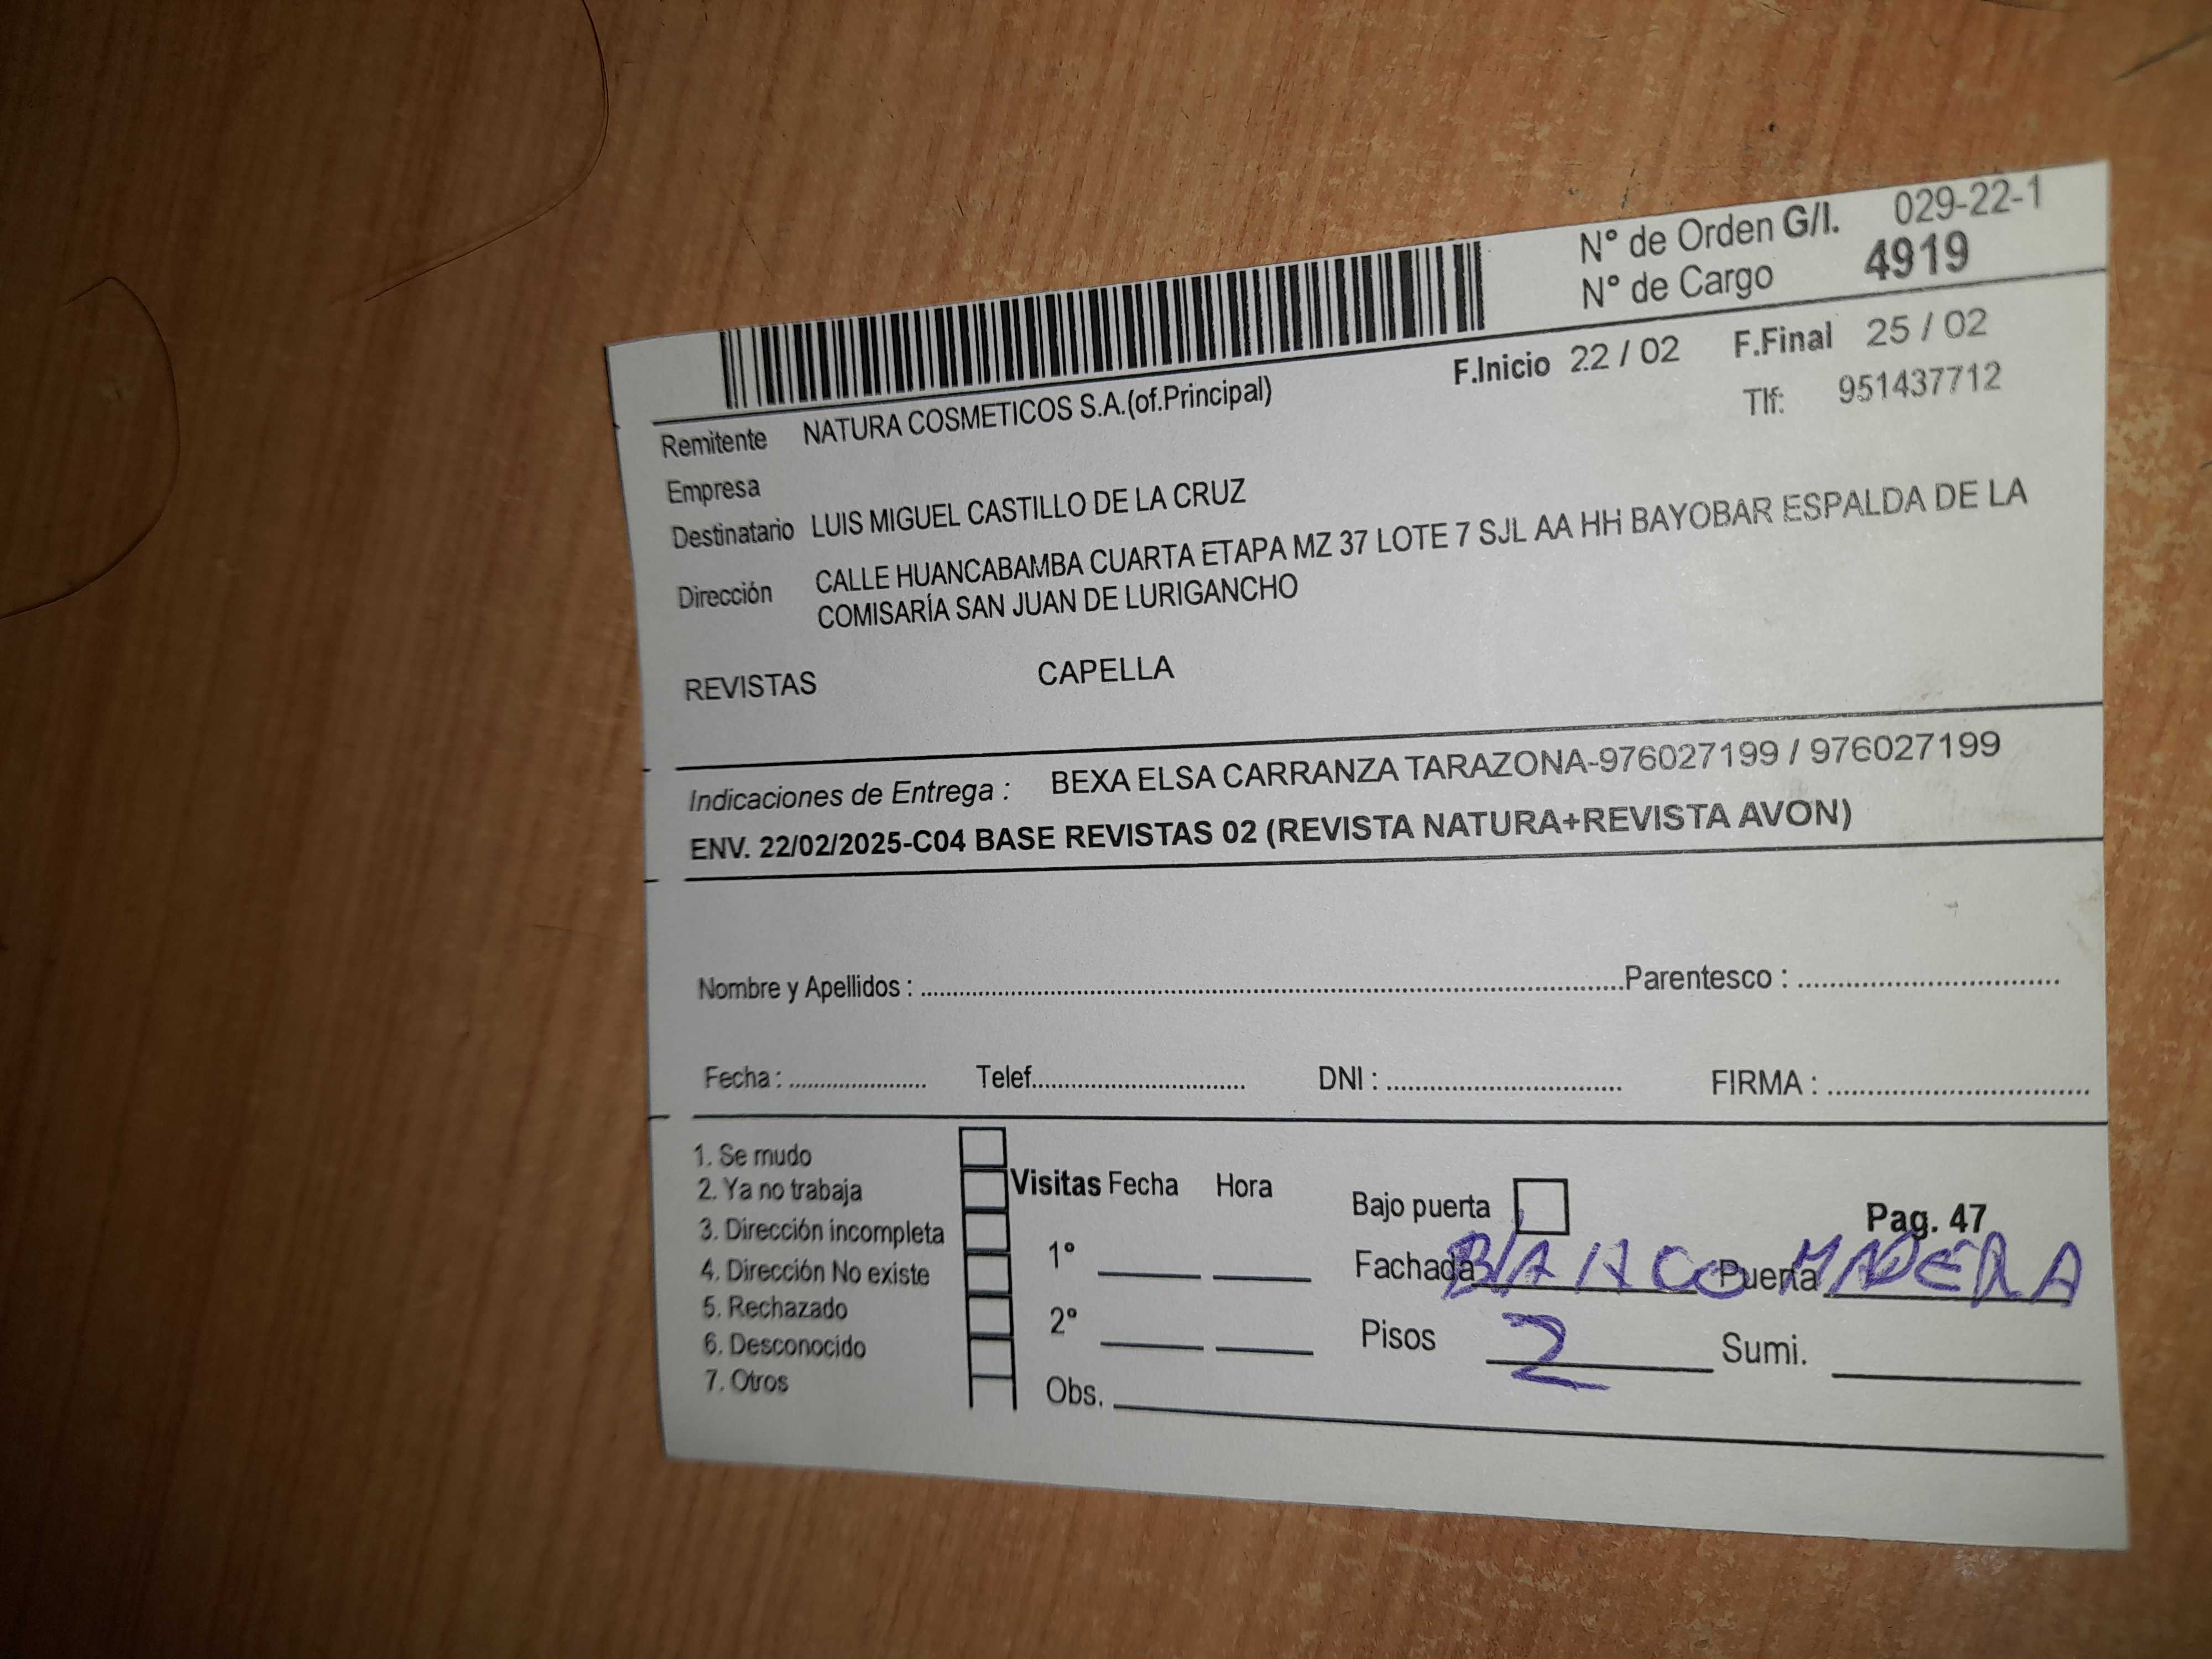 N° de Orden G/I. 029-22-1
N° de Cargo 4919
F.Inicio 22 / 02 F.Final 25 / 02
Remitente NATURA COSMETICOS S.A.(of.Principal) Tlf: 951437712
Empresa
Destinatario LUIS MIGUEL CASTILLO DE LA CRUZ
Dirección CALLE HUANCABAMBA CUARTA ETAPA MZ 37 LOTE 7 SJL AA HH BAYOBAR ESPALDA DE LA
COMISARÍA SAN JUAN DE LURIGANCHO
REVISTAS CAPELLA
Indicaciones de Entrega : BEXA ELSA CARRANZA TARAZONA-976027199 / 976027199
ENV. 22/02/2025-C04 BASE REVISTAS 02 (REVISTA NATURA+REVISTA AVON)
Nombre y Apellidos : Parentesco :
Fecha : Telef. DNI : FIRMA :
1. Se mudo
2. Ya no trabaja
3. Dirección incompleta
4. Dirección No existe
5. Rechazado
6. Desconocido
7. Otros
Visitas Fecha Hora
1°
2°
Obs.
Bajo puerta Pag. 47
Fachada BLANCO Puerta MADERA
Pisos 2 Sumi.